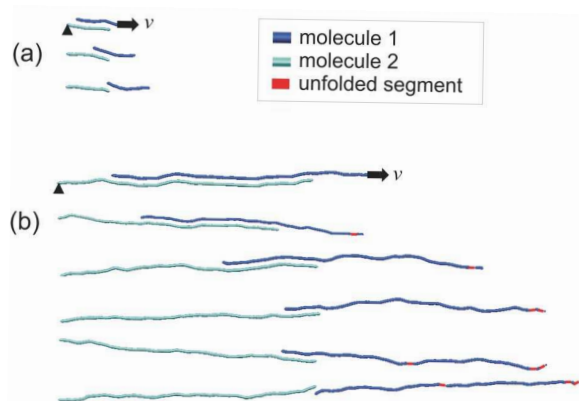 v
(a)
molecule 1
molecule 2
unfolded segment
v
(b)